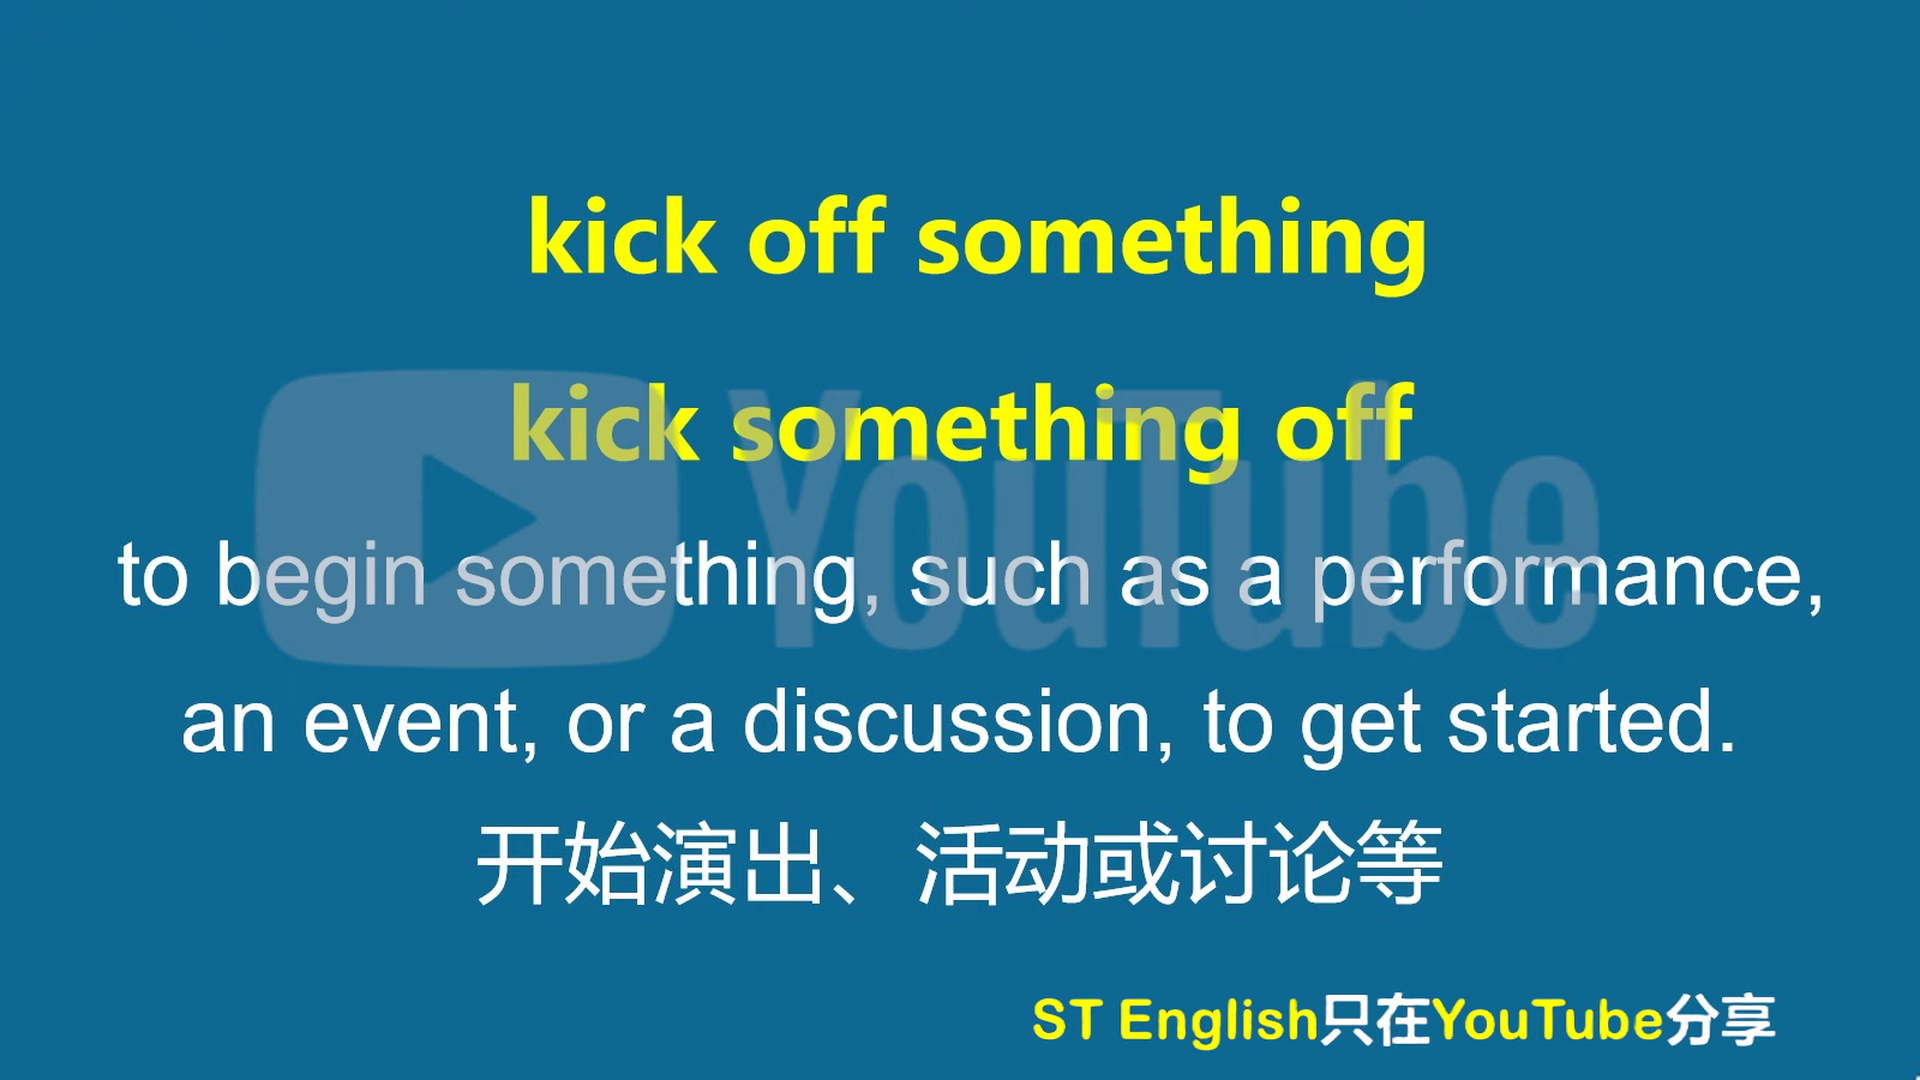 kick off something
kick something off
YouTube
to begin something, such as a performance,
an event, or a discussion, to get started.
开始演出、活动或讨论等
ST English只在YouTube分享